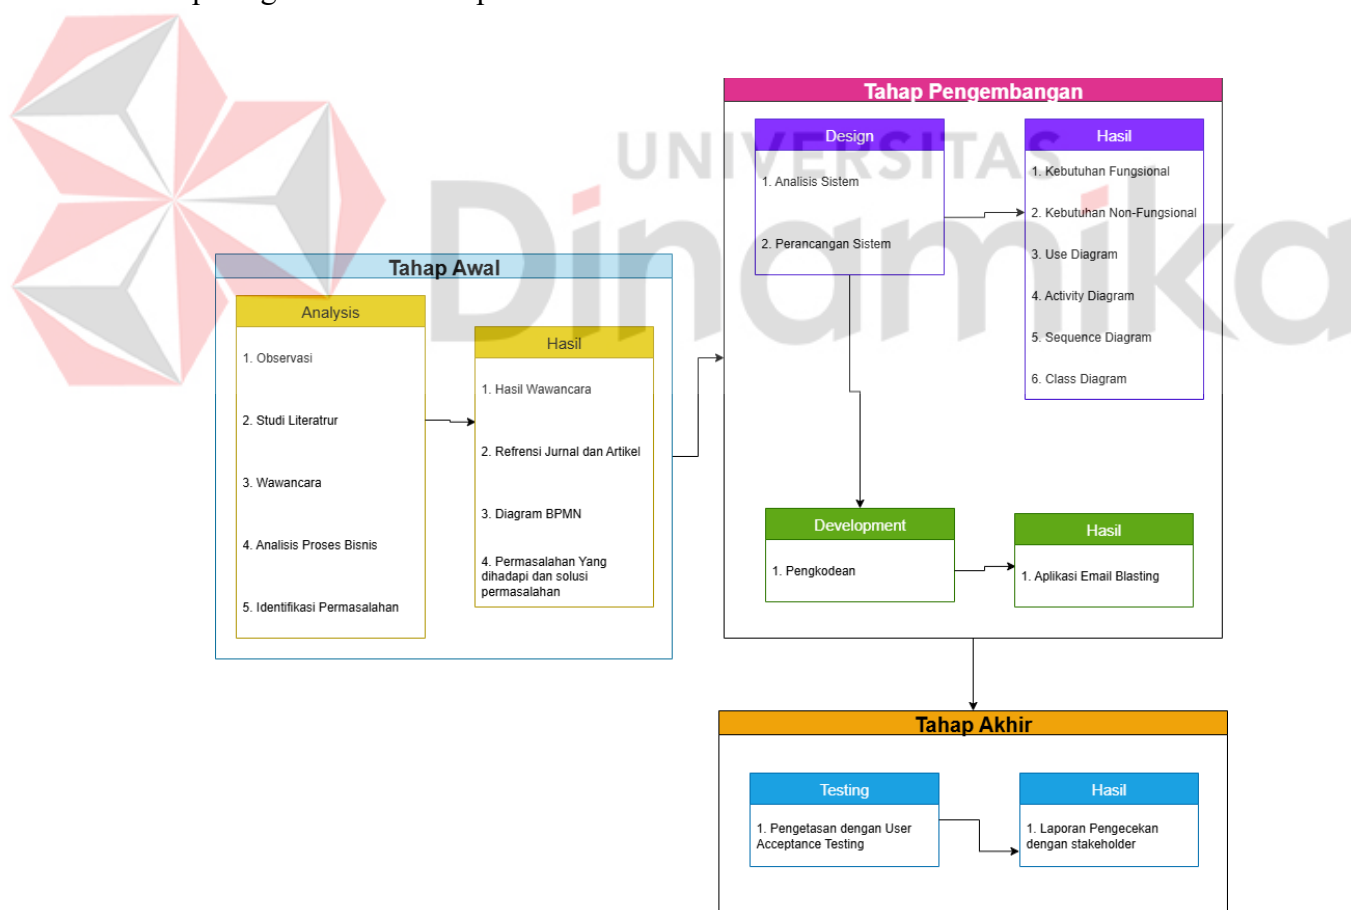 UNIVERSITAS
Dinamika
Tahap Awal
Analysis
1. Observasi
2. Studi Literatrur
3. Wawancara
4. Analisis Proses Bisnis
5. Identifikasi Permasalahan
Hasil
1. Hasil Wawancara
2. Refrensi Jurnal dan Artikel
3. Diagram BPMN
4. Permasalahan Yang
dihadapi dan solusi
permasalahan
Tahap Pengembangan
Design
1. Analisis Sistem
2. Perancangan Sistem
Hasil
1. Kebutuhan Fungsional
2. Kebutuhan Non-Fungsional
3. Use Diagram
4. Activity Diagram
5. Sequence Diagram
6. Class Diagram
Development
1. Pengkodean
Hasil
1. Aplikasi Email Blasting
Tahap Akhir
Testing
1. Pengetasan dengan User
Acceptance Testing
Hasil
1. Laporan Pengecekan
dengan stakeholder